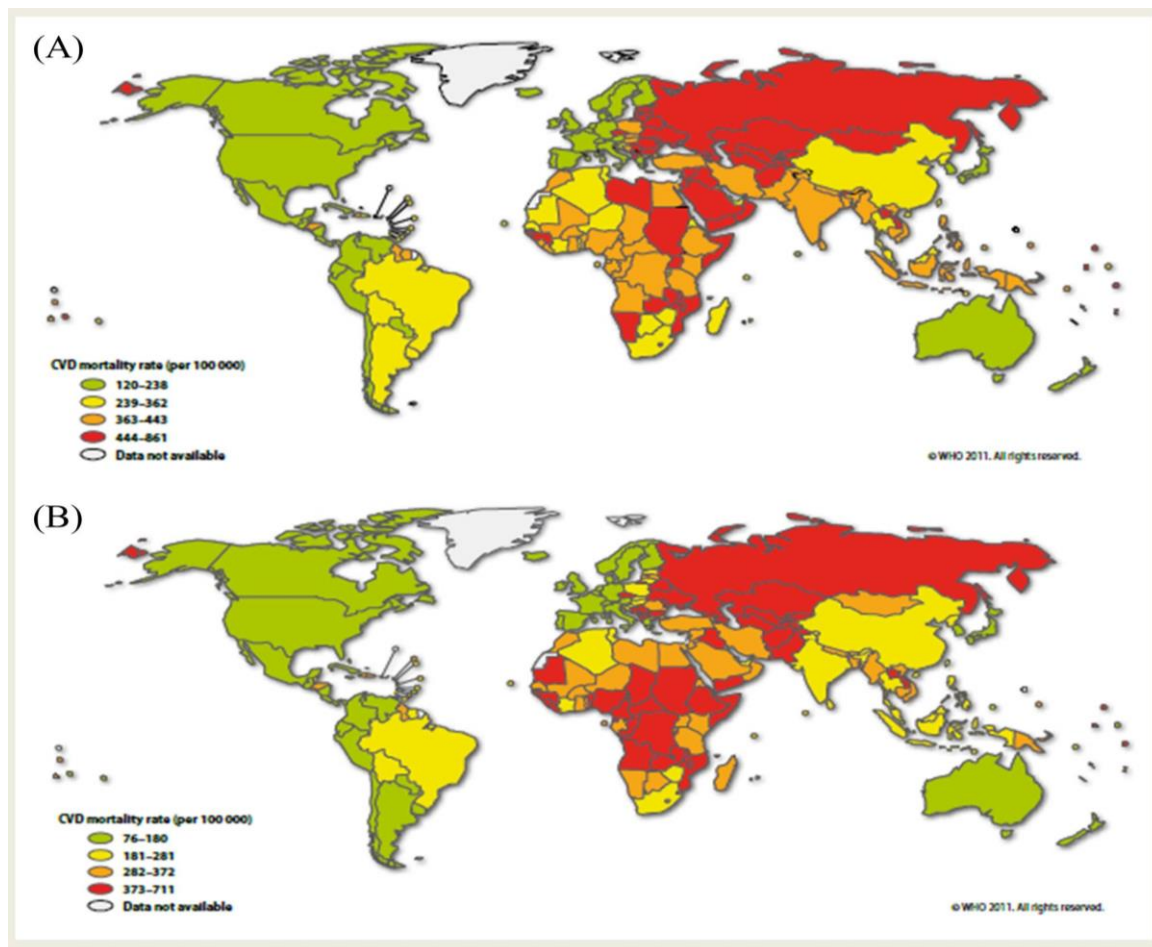 (A)
CVD mortality rate (per 100 000)
120–238
239–362
363–443
444–861
Data not available
© WHO 2011. All rights reserved.
(B)
CVD mortality rate (per 100 000)
76–180
181–281
282–372
373–711
Data not available
© WHO 2011. All rights reserved.